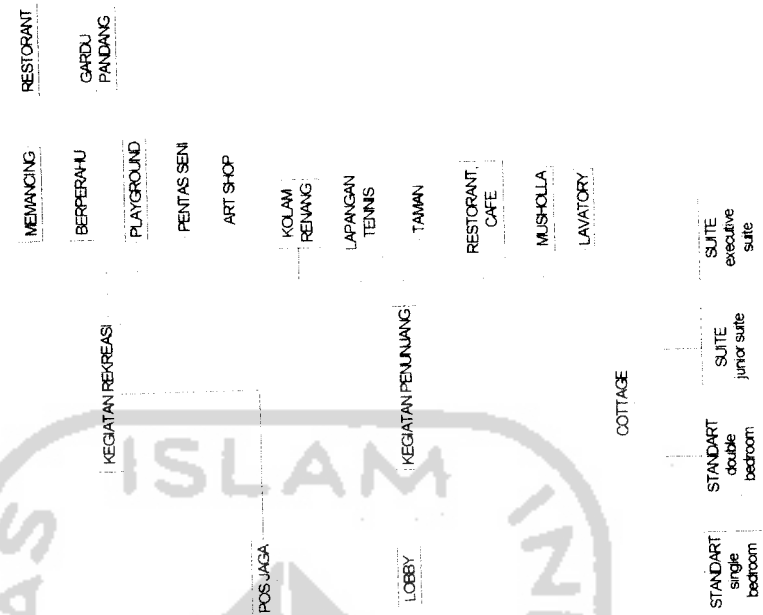 RESTORANT
GARDU
PANDANG
MEMANCING
BERPERAHU
PLAYGROUND
PENTAS SENI
ART SHOP
KOLAM
RENANG
LAPANGAN
TENNIS
TAMAN
RESTORANT,
CAFE
MUSHOLLA
LAVATORY
KEGIATAN REKREASI
KEGIATAN PENUNJANG
COTTAGE
SUITE
executive
suite
SUITE
junior suite
STANDART
double
bedroom
STANDART
single
bedroom
POS JAGA
LOBBY
ISLAM